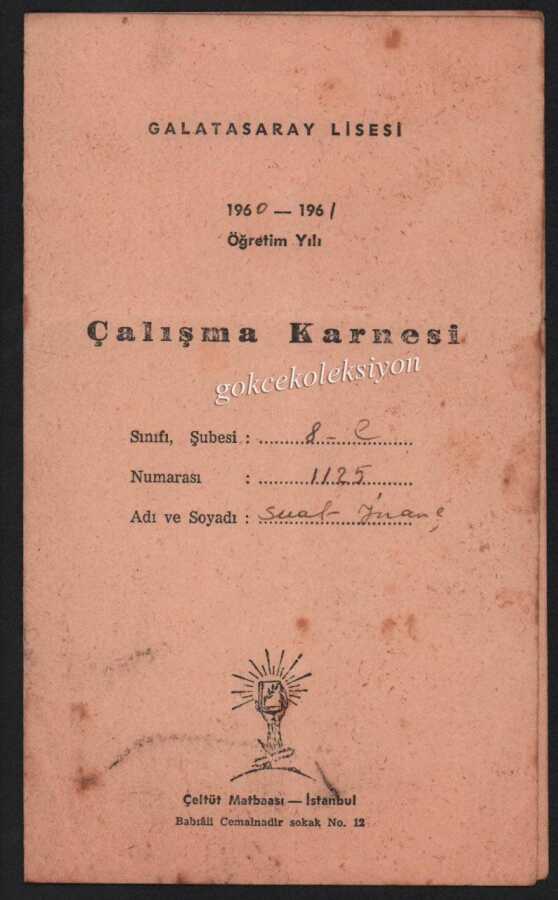 GALATASARAY LİSESİ
1960 — 1961
Öğretim Yılı
Çalışma Karnesi
gokcekoleksiyon
Sınıfı, Şubesi : 8 - C
Numarası : 1125
Adı ve Soyadı : Suat İnanç
Çeltüt Matbaası — İstanbul
Babıâli Cemalnadir sokak No. 12